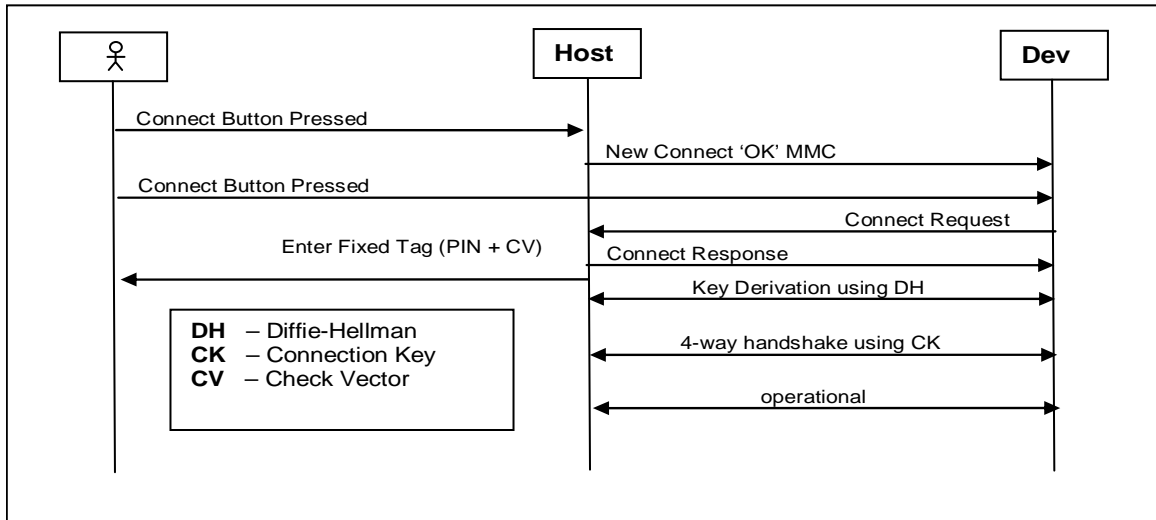 Host
Dev
Connect Button Pressed
New Connect ‘OK’ MMC
Connect Button Pressed
Connect Request
Enter Fixed Tag (PIN + CV)
Connect Response
Key Derivation using DH
DH – Diffie-Hellman
CK – Connection Key
CV – Check Vector
4-way handshake using CK
operational